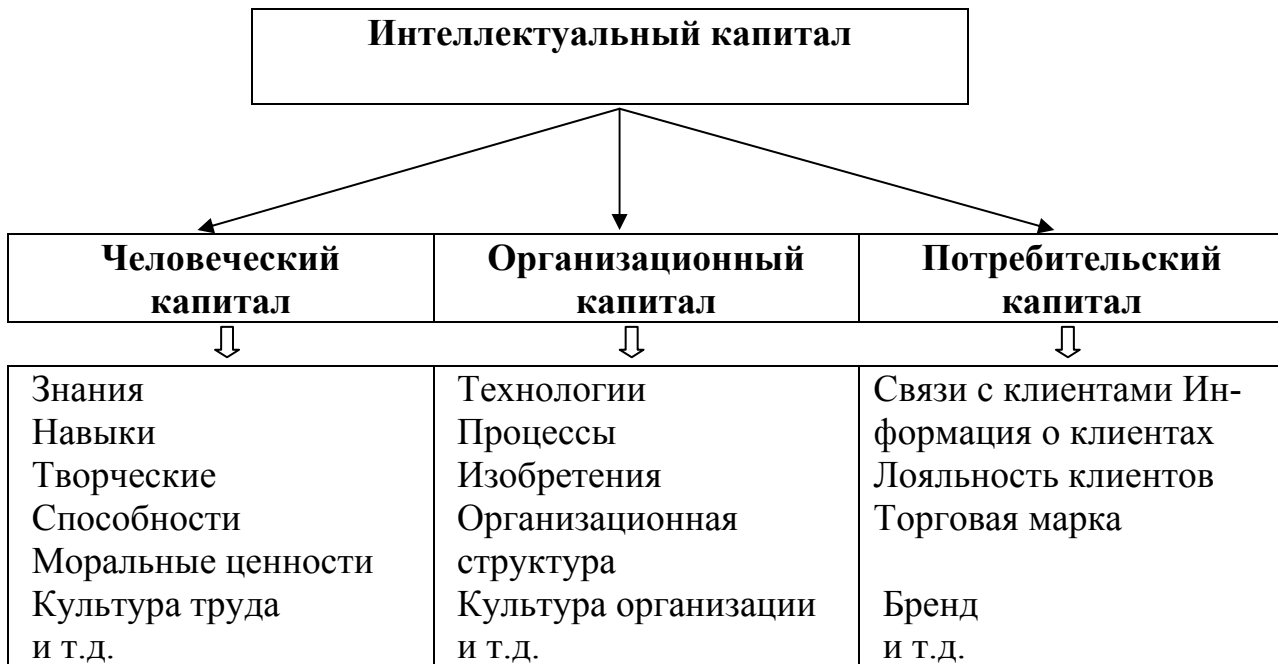 Интеллектуальный капитал
Человеческий
капитал
Организационный
капитал
Потребительский
капитал
Знания
Навыки
Творческие
Способности
Моральные ценности
Культура труда
и т.д.
Технологии
Процессы
Изобретения
Организационная
структура
Культура организации
и т.д.
Связи с клиентами Ин-
формация о клиентах
Лояльность клиентов
Торговая марка
Бренд
и т.д.